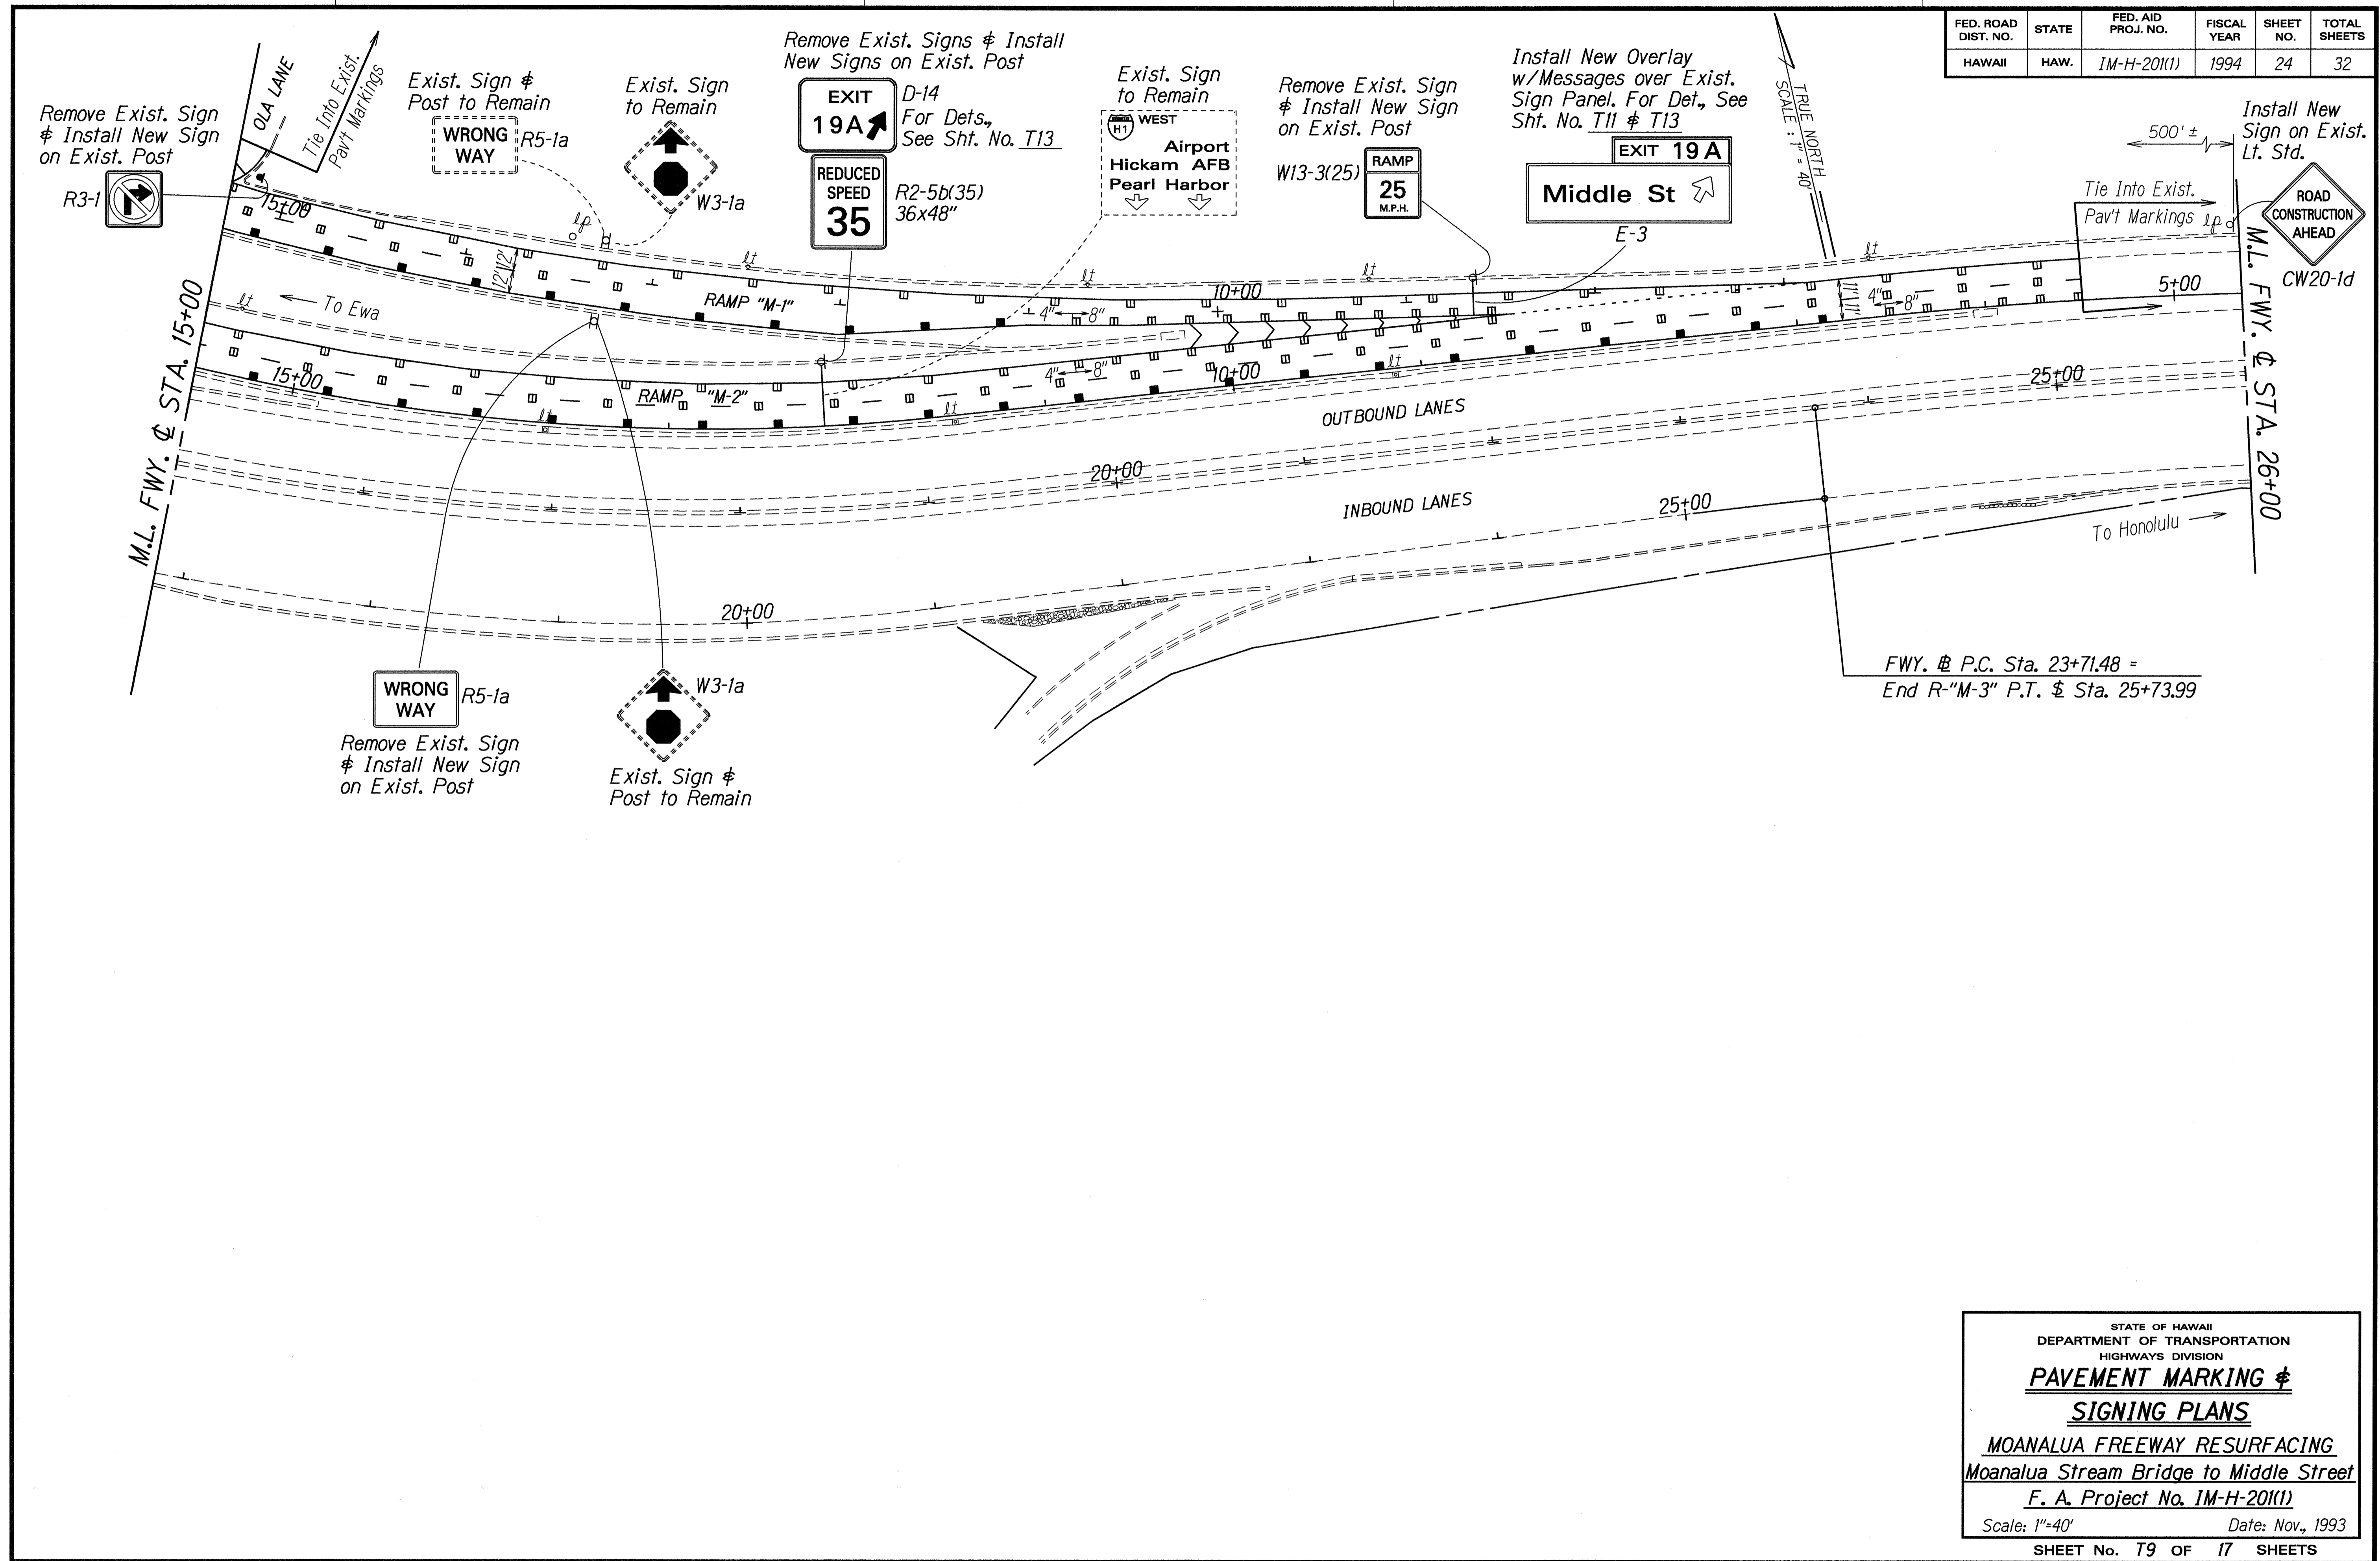 FED. ROAD DIST. NO.
STATE
FED. AID PROJ. NO.
FISCAL YEAR
SHEET NO.
TOTAL SHEETS
HAWAII
HAW.
IM-H-201(1)
1994
24
32
Remove Exist. Sign
& Install New Sign
on Exist. Post
R3-1
OLA LANE
Tie Into Exist.
Pav't Markings
Exist. Sign &
Post to Remain
WRONG
WAY
R5-1a
Exist. Sign
to Remain
W3-1a
Remove Exist. Signs & Install
New Signs on Exist. Post
EXIT
19A
D-14
For Dets.,
See Sht. No. T13
REDUCED
SPEED
35
R2-5b(35)
36x48"
Exist. Sign
to Remain
H1
WEST
Airport
Hickam AFB
Pearl Harbor
Remove Exist. Sign
& Install New Sign
on Exist. Post
W13-3(25)
RAMP
25
M.P.H.
Install New Overlay
w/Messages over Exist.
Sign Panel. For Det., See
Sht. No. T11 & T13
EXIT 19A
Middle St
E-3
TRUE NORTH
SCALE : 1" = 40'
500' ±
Install New
Sign on Exist.
Lt. Std.
Tie Into Exist.
Pav't Markings
lp
ROAD
CONSTRUCTION
AHEAD
CW20-1d
15+00
lp
12' 12'
lt
lt
lt
lt
RAMP "M-1"
10+00
4" 8"
11' 11'
4" 8"
5+00
lt
To Ewa
15+00
RAMP "M-2"
4" 8"
10+00
lt
lt
lt
M.L. FWY. ℄ STA. 15+00
M.L. FWY. ℄ STA. 26+00
OUTBOUND LANES
20+00
25+00
INBOUND LANES
25+00
20+00
To Honolulu
WRONG
WAY
R5-1a
Remove Exist. Sign
& Install New Sign
on Exist. Post
W3-1a
Exist. Sign &
Post to Remain
FWY. BL P.C. Sta. 23+71.48 =
End R-"M-3" P.T. SL Sta. 25+73.99
STATE OF HAWAII
DEPARTMENT OF TRANSPORTATION
HIGHWAYS DIVISION
PAVEMENT MARKING &
SIGNING PLANS
MOANALUA FREEWAY RESURFACING
Moanalua Stream Bridge to Middle Street
F. A. Project No. IM-H-201(1)
Scale: 1"=40'
Date: Nov., 1993
SHEET No. T9 OF 17 SHEETS